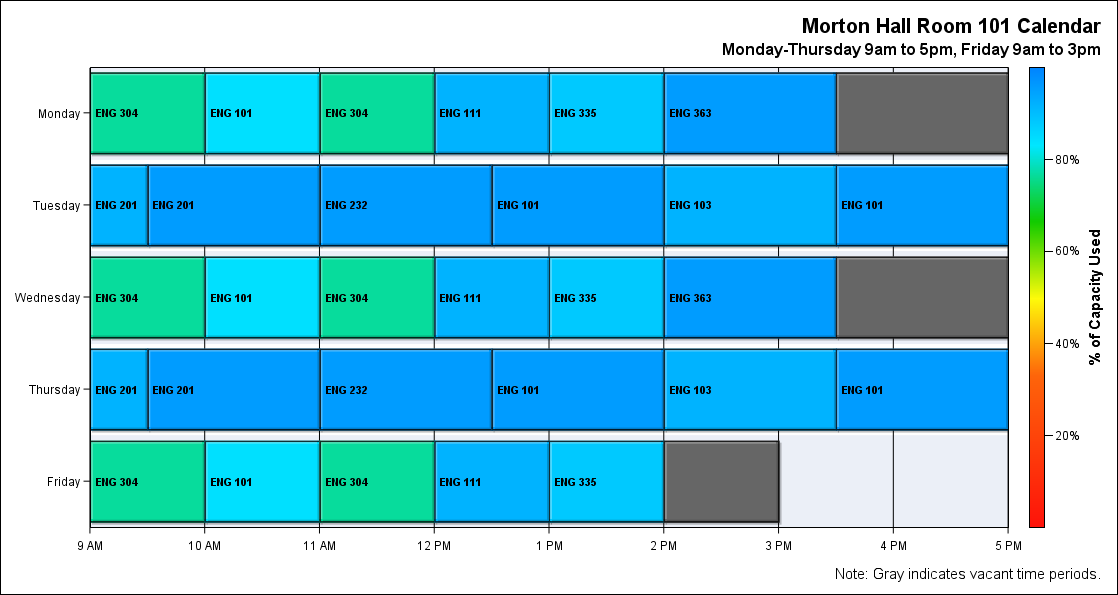 Morton Hall Room 101 Calendar
Monday-Thursday 9am to 5pm, Friday 9am to 3pm
Monday
ENG 304
ENG 101
ENG 304
ENG 111
ENG 335
ENG 363
Tuesday
ENG 201
ENG 201
ENG 232
ENG 101
ENG 103
ENG 101
Wednesday
ENG 304
ENG 101
ENG 304
ENG 111
ENG 335
ENG 363
Thursday
ENG 201
ENG 201
ENG 232
ENG 101
ENG 103
ENG 101
Friday
ENG 304
ENG 101
ENG 304
ENG 111
ENG 335
9 AM
10 AM
11 AM
12 PM
1 PM
2 PM
3 PM
4 PM
5 PM
80%
60%
40%
20%
% of Capacity Used
Note: Gray indicates vacant time periods.